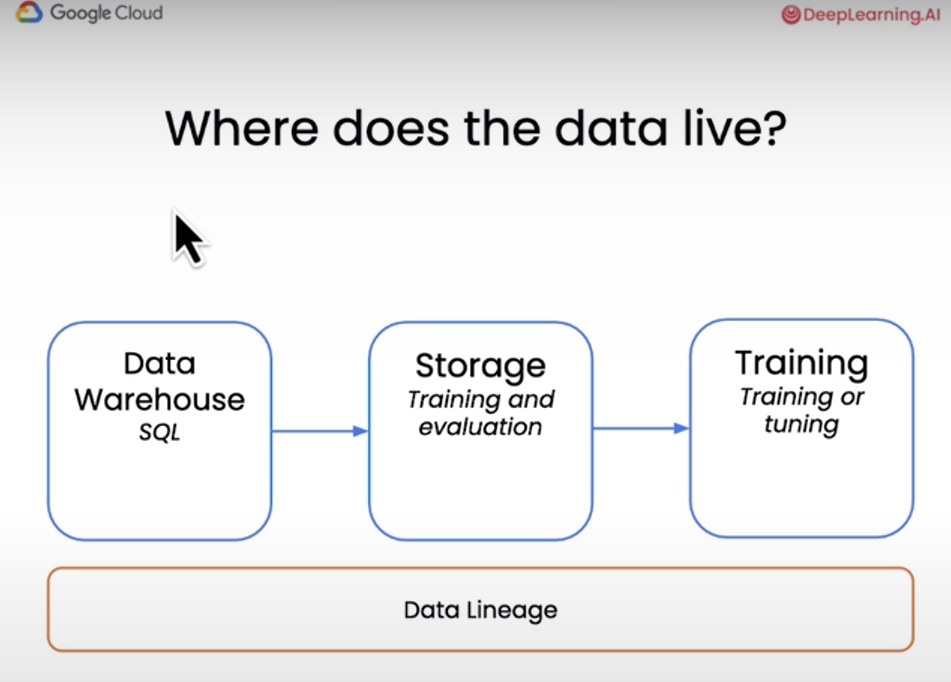 Google Cloud
DeepLearning.AI
Where does the data live?
Data
Warehouse
SQL
Storage
Training and
evaluation
Training
Training or
tuning
Data Lineage